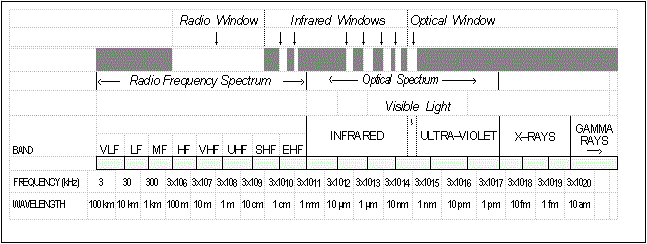 Radio Window Infrared Windows Optical Window
Radio Frequency Spectrum Optical Spectrum
Visible Light
BAND VLF LF MF HF VHF UHF SHF EHF INFRARED ULTRA-VIOLET X-RAYS GAMMA RAYS
FREQUENCY (kHz) 3 30 300 3x106 3x107 3x108 3x109 3x1010 3x1011 3x1012 3x1013 3x1014 3x1015 3x1016 3x1017 3x1018 3x1019 3x1020
WAVELENGTH 100 km 10 km 1 km 100 m 10 m 1 m 10 cm 1 cm 1 mm 10 µm 1 µm 10 nm 1 nm 10 pm 1 pm 10 fm 1 fm 10 am